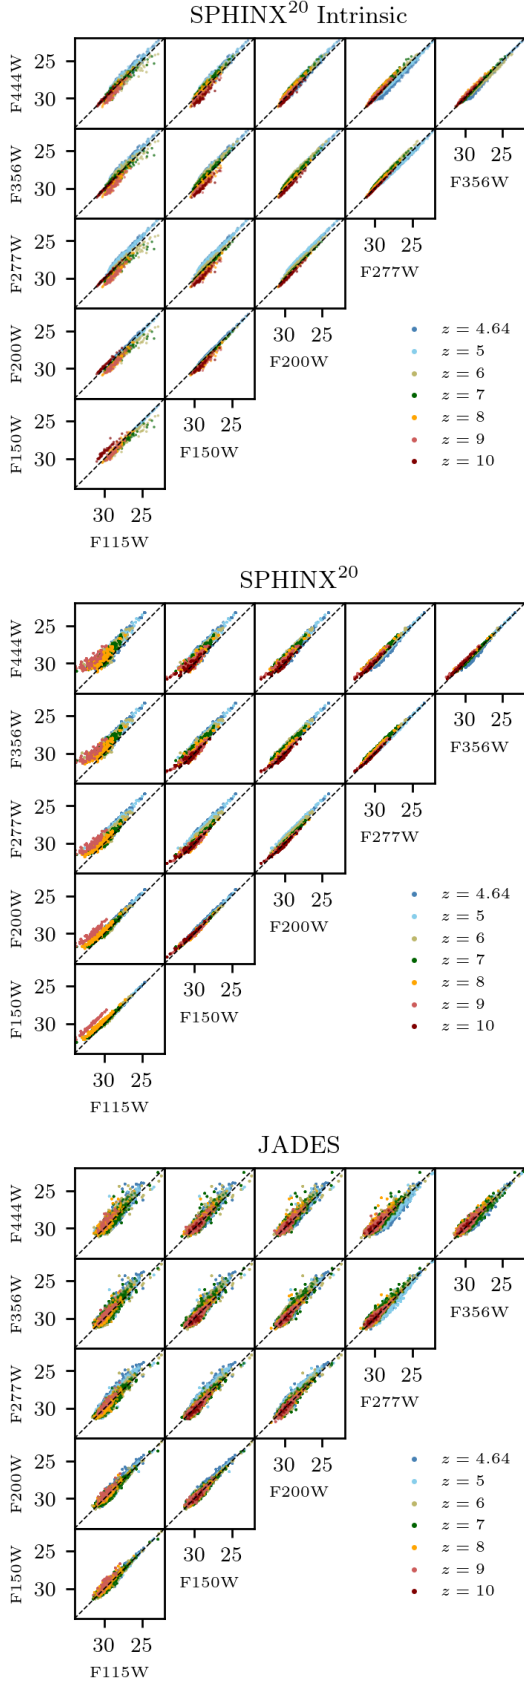 SPHINX²⁰ Intrinsic
F444W 25 30
F356W 25 30
30 25
F356W
F277W 25 30
30 25
F277W
F200W 25 30
30 25
F200W
F150W 25 30
30 25
F150W
30 25
F115W
z = 4.64
z = 5
z = 6
z = 7
z = 8
z = 9
z = 10
SPHINX²⁰
F444W 25 30
F356W 25 30
30 25
F356W
F277W 25 30
30 25
F277W
F200W 25 30
30 25
F200W
F150W 25 30
30 25
F150W
30 25
F115W
z = 4.64
z = 5
z = 6
z = 7
z = 8
z = 9
z = 10
JADES
F444W 25 30
F356W 25 30
30 25
F356W
F277W 25 30
30 25
F277W
F200W 25 30
30 25
F200W
F150W 25 30
30 25
F150W
30 25
F115W
z = 4.64
z = 5
z = 6
z = 7
z = 8
z = 9
z = 10